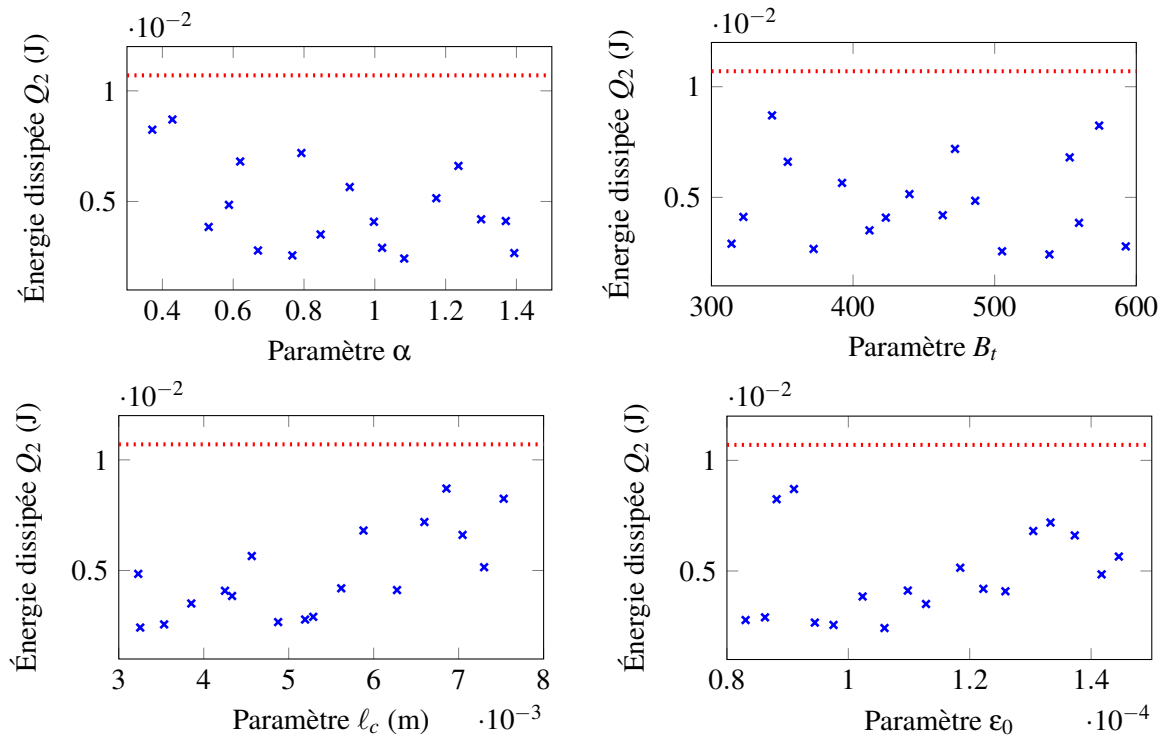 ·10⁻²
Énergie dissipée Q₂ (J)
1
0.5
0.4 0.6 0.8 1 1.2 1.4
Paramètre α
·10⁻²
Énergie dissipée Q₂ (J)
1
0.5
300 400 500 600
Paramètre Bₜ
·10⁻²
Énergie dissipée Q₂ (J)
1
0.5
3 4 5 6 7 8
Paramètre ℓ_c (m) ·10⁻³
·10⁻²
Énergie dissipée Q₂ (J)
1
0.5
0.8 1 1.2 1.4
Paramètre ε₀ ·10⁻⁴